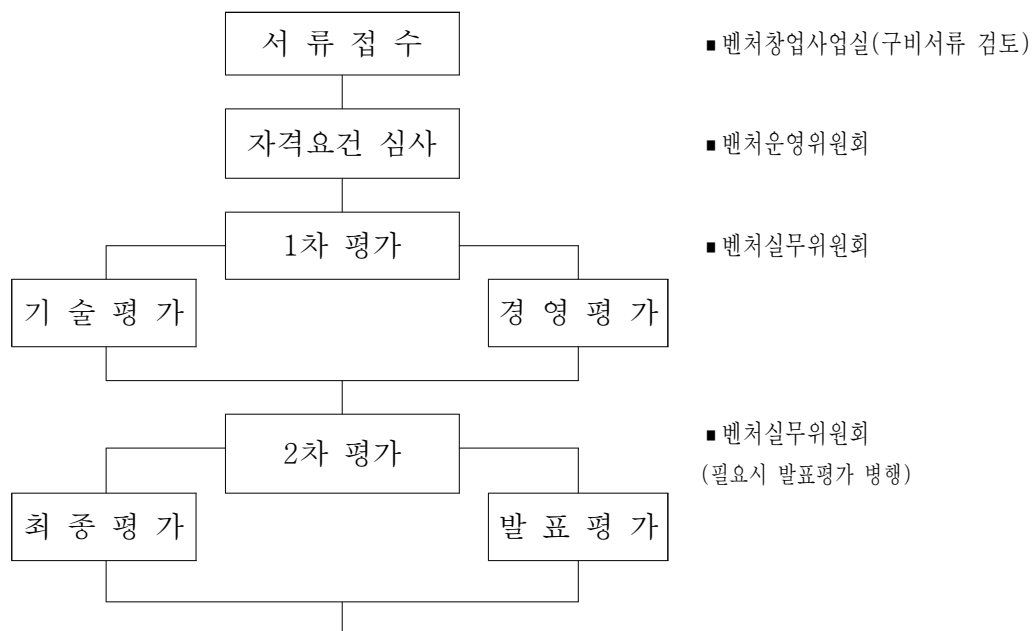 서 류 접 수
■ 벤처창업사업실(구비서류 검토)
자격요건 심사
■ 밴처운영위원회
1차 평가
■ 벤처실무위원회
기 술 평 가
경 영 평 가
2차 평가
■ 벤처실무위원회
(필요시 발표평가 병행)
최 종 평 가
발 표 평 가